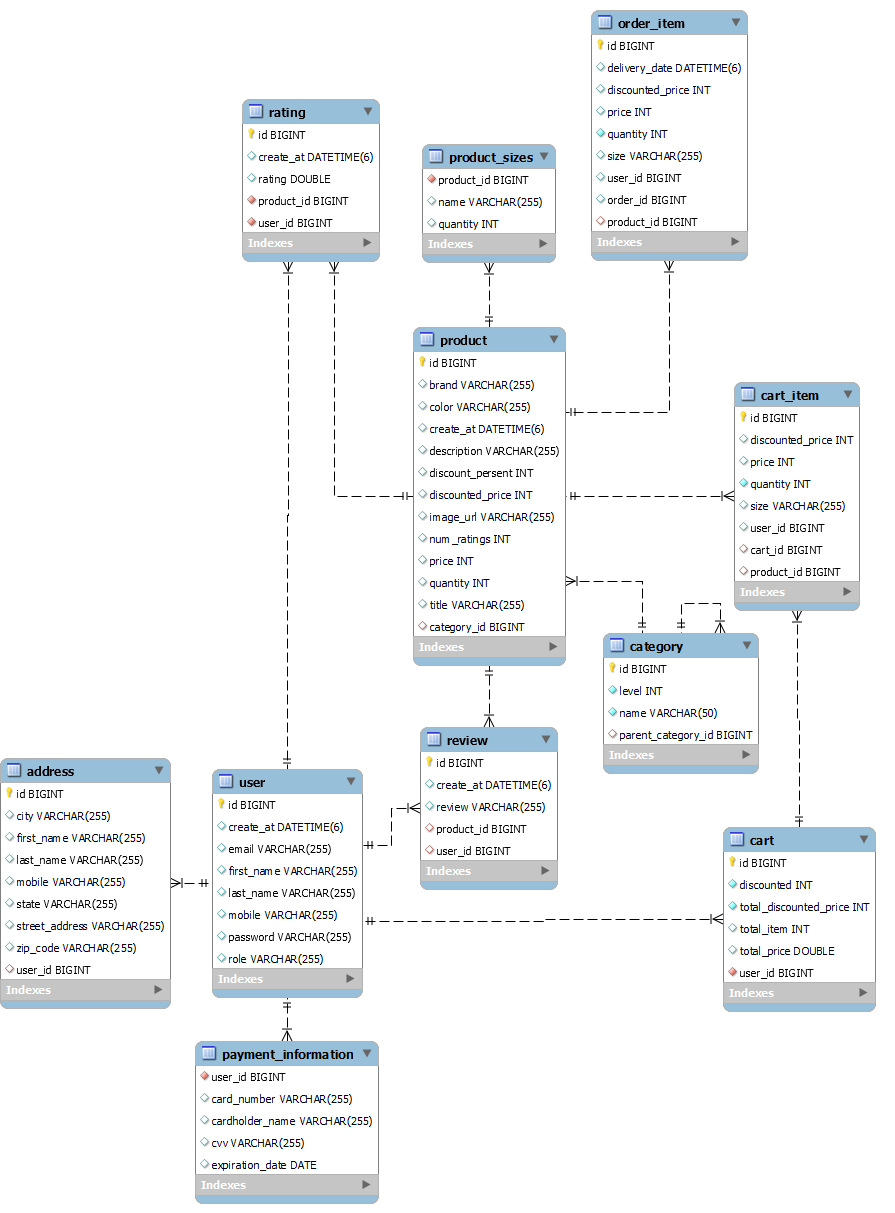 order_item
id BIGINT
delivery_date DATETIME(6)
discounted_price INT
price INT
quantity INT
size VARCHAR(255)
user_id BIGINT
order_id BIGINT
product_id BIGINT
Indexes
rating
id BIGINT
create_at DATETIME(6)
rating DOUBLE
product_id BIGINT
user_id BIGINT
Indexes
product_sizes
product_id BIGINT
name VARCHAR(255)
quantity INT
Indexes
product
id BIGINT
brand VARCHAR(255)
color VARCHAR(255)
create_at DATETIME(6)
description VARCHAR(255)
discount_persent INT
discounted_price INT
image_url VARCHAR(255)
num_ratings INT
price INT
quantity INT
title VARCHAR(255)
category_id BIGINT
Indexes
cart_item
id BIGINT
discounted_price INT
price INT
quantity INT
size VARCHAR(255)
user_id BIGINT
cart_id BIGINT
product_id BIGINT
Indexes
category
id BIGINT
level INT
name VARCHAR(50)
parent_category_id BIGINT
Indexes
review
id BIGINT
create_at DATETIME(6)
review VARCHAR(255)
product_id BIGINT
user_id BIGINT
Indexes
address
id BIGINT
city VARCHAR(255)
first_name VARCHAR(255)
last_name VARCHAR(255)
mobile VARCHAR(255)
state VARCHAR(255)
street_address VARCHAR(255)
zip_code VARCHAR(255)
user_id BIGINT
Indexes
user
id BIGINT
create_at DATETIME(6)
email VARCHAR(255)
first_name VARCHAR(255)
last_name VARCHAR(255)
mobile VARCHAR(255)
password VARCHAR(255)
role VARCHAR(255)
Indexes
cart
id BIGINT
discounted INT
total_discounted_price INT
total_item INT
total_price DOUBLE
user_id BIGINT
Indexes
payment_information
user_id BIGINT
card_number VARCHAR(255)
cardholder_name VARCHAR(255)
cvv VARCHAR(255)
expiration_date DATE
Indexes